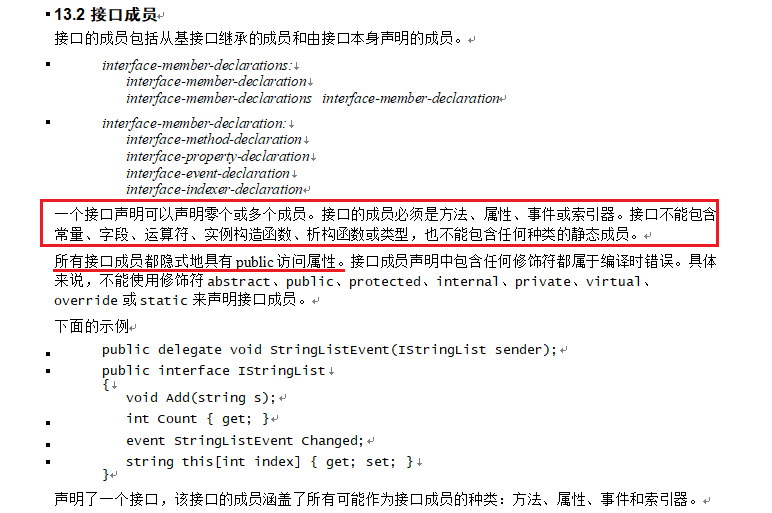 13.2 接口成员
接口的成员包括从基接口继承的成员和由接口本身声明的成员。
interface-member-declarations:
interface-member-declaration
interface-member-declarations interface-member-declaration
interface-member-declaration:
interface-method-declaration
interface-property-declaration
interface-event-declaration
interface-indexer-declaration
一个接口声明可以声明零个或多个成员。接口的成员必须是方法、属性、事件或索引器。接口不能包含
常量、字段、运算符、实例构造函数、析构函数或类型，也不能包含任何种类的静态成员。
所有接口成员都隐式地具有 public 访问属性。接口成员声明中包含任何修饰符都属于编译时错误。具体
来说，不能使用修饰符 abstract、public、protected、internal、private、virtual、
override 或 static 来声明接口成员。
下面的示例
public delegate void StringListEvent(IStringList sender);
public interface IStringList
{
void Add(string s);
int Count { get; }
event StringListEvent Changed;
string this[int index] { get; set; }
}
声明了一个接口，该接口的成员涵盖了所有可能作为接口成员的种类：方法、属性、事件和索引器。